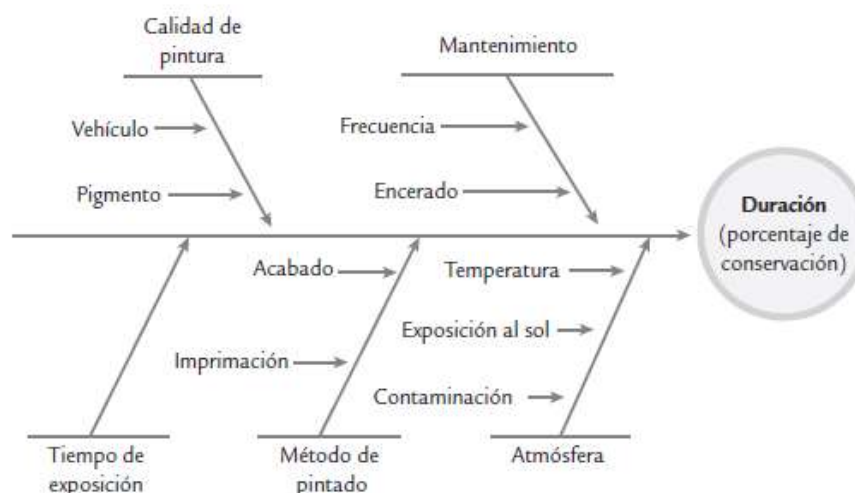 Calidad de
pintura
Mantenimiento
Vehículo
Frecuencia
Pigmento
Encerado
Duración
(porcentaje de
conservación)
Acabado
Temperatura
Exposición al sol
Imprimación
Contaminación
Tiempo de
exposición
Método de
pintado
Atmósfera